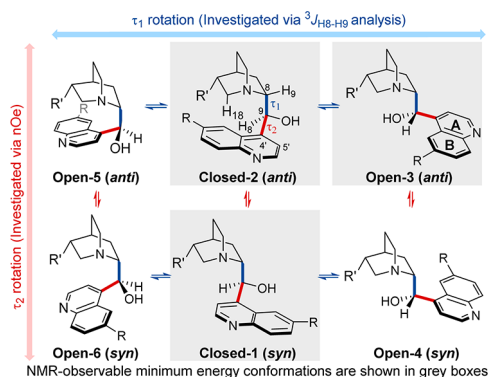 τ₁ rotation (Investigated via ³J_H8-H9 analysis)
τ₂ rotation (Investigated via nOe)
R'
R
N
N
H
OH
Open-5 (anti)
R'
N
8
H₉
H₁₈
9
τ₁
H₈
OH
τ₂
R
4'
5'
N
Closed-2 (anti)
R'
N
HO
H
A
B
N
R
Open-3 (anti)
R'
N
H
OH
N
R
Open-6 (syn)
R'
N
H
OH
R
N
Closed-1 (syn)
R'
N
R
HO
H
N
Open-4 (syn)
NMR-observable minimum energy conformations are shown in grey boxes